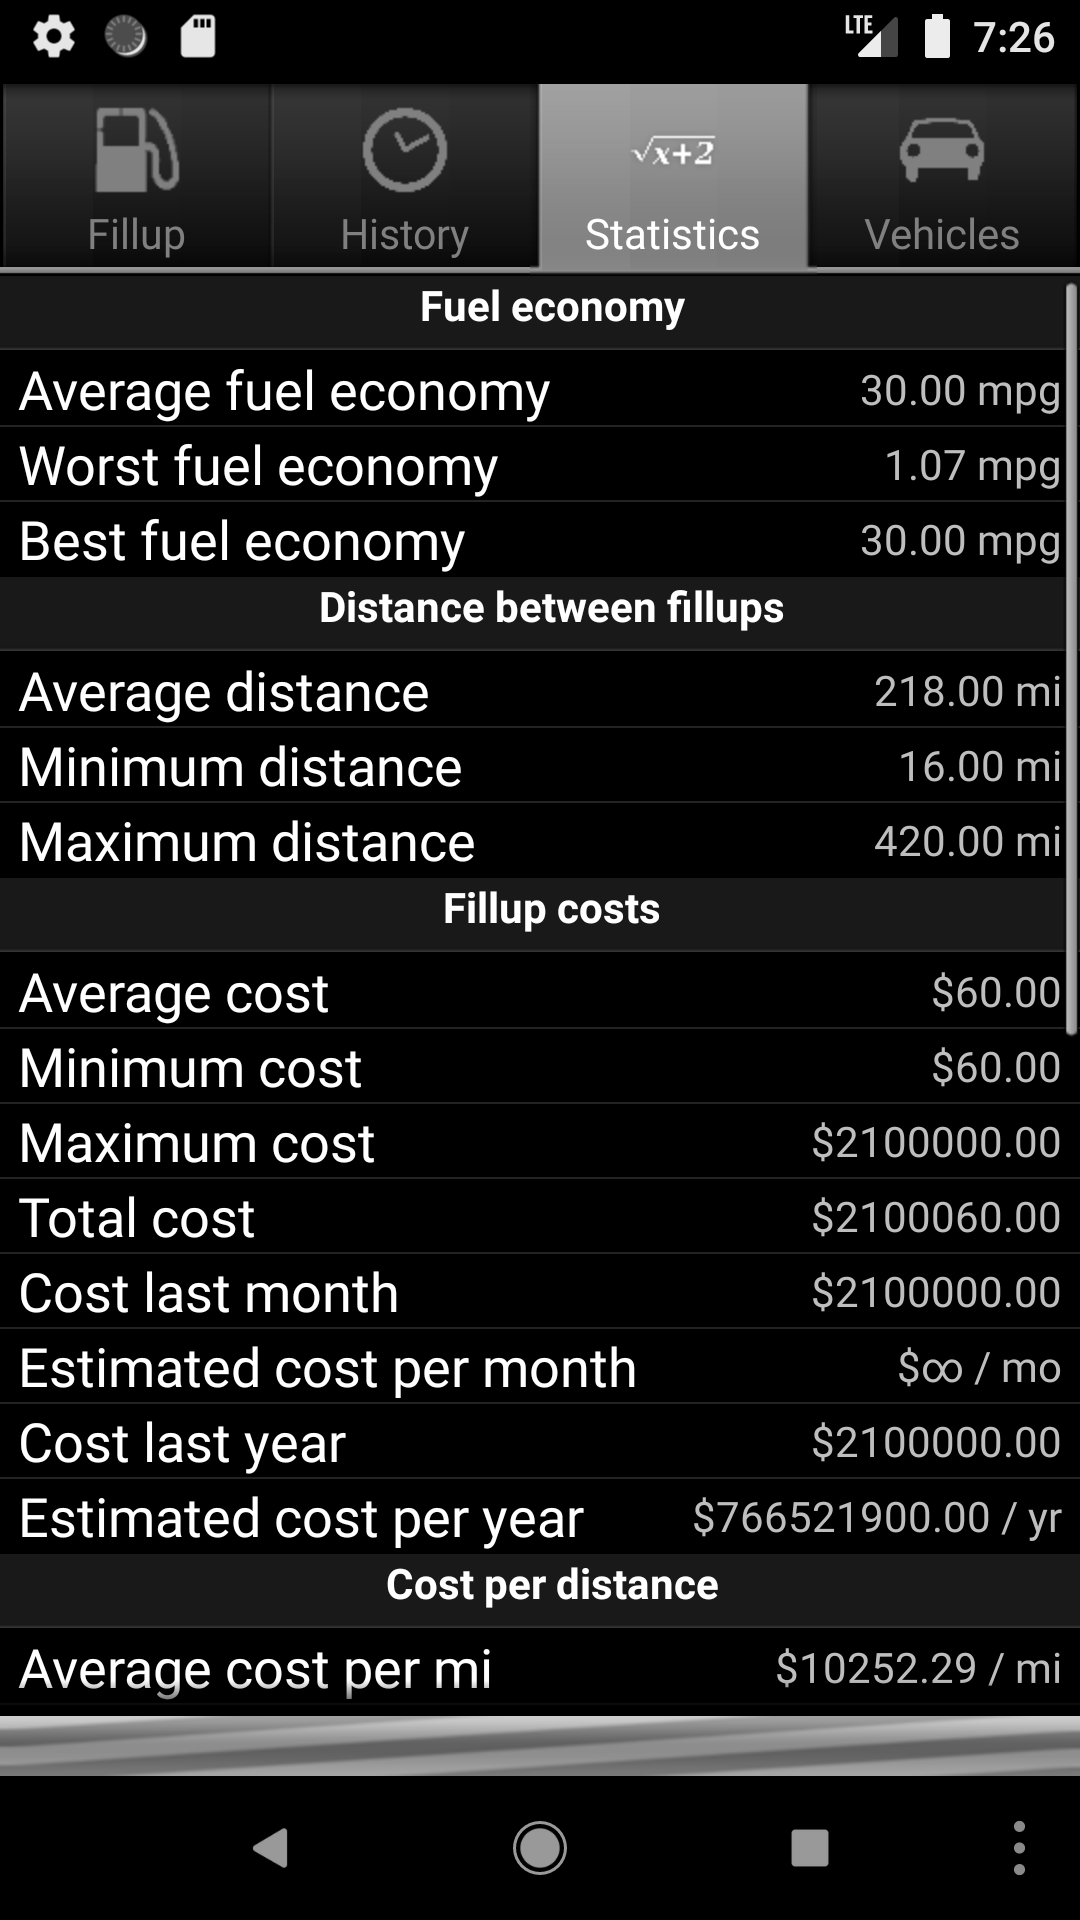 LTE 7:26
√x+2
Fillup History Statistics Vehicles
Fuel economy
Average fuel economy 30.00 mpg
Worst fuel economy 1.07 mpg
Best fuel economy 30.00 mpg
Distance between fillups
Average distance 218.00 mi
Minimum distance 16.00 mi
Maximum distance 420.00 mi
Fillup costs
Average cost $60.00
Minimum cost $60.00
Maximum cost $2100000.00
Total cost $2100060.00
Cost last month $2100000.00
Estimated cost per month $∞ / mo
Cost last year $2100000.00
Estimated cost per year $766521900.00 / yr
Cost per distance
Average cost per mi $10252.29 / mi